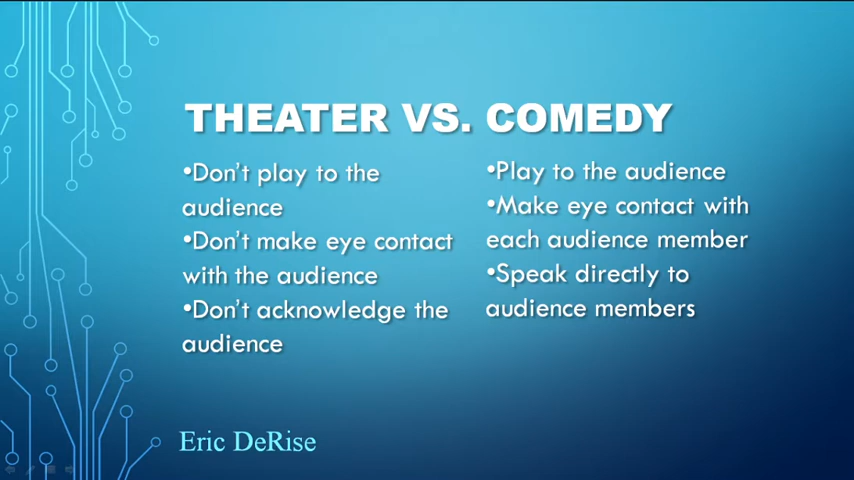 THEATER VS. COMEDY
•Don’t play to the
audience
•Don’t make eye contact
with the audience
•Don’t acknowledge the
audience
•Play to the audience
•Make eye contact with
each audience member
•Speak directly to
audience members
Eric DeRise